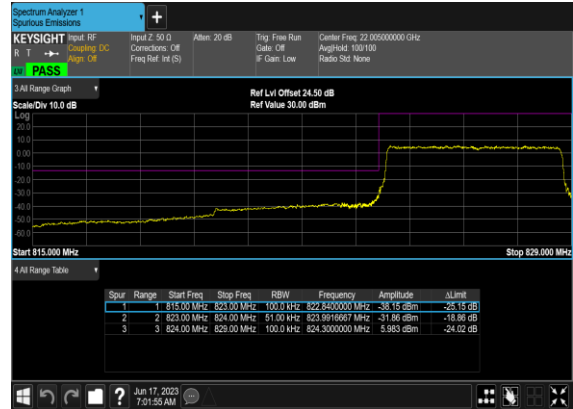 Spectrum Analyzer 1
Spurious Emissions
KEYSIGHT Input: RF Input Z: 50 Ω Atten: 20 dB Trig: Free Run Center Freq: 22.005000000 GHz
R T Coupling: DC Corrections: Off Gate: Off Avg|Hold: 100/100
Align: Off Freq Ref: Int (S) IF Gain: Low Radio Std: None
PASS
3 All Range Graph
Ref Lvl Offset 24.50 dB
Scale/Div 10.0 dB Ref Value 30.00 dBm
Log
20.0
10.0
0.00
-10.0
-20.0
-30.0
-40.0
-50.0
-60.0
Start 815.000 MHz Stop 829.000 MHz
4 All Range Table
Spur Range Start Freq Stop Freq RBW Frequency Amplitude ΔLimit
1 1 815.00 MHz 823.00 MHz 100.0 kHz 822.8400000 MHz -38.15 dBm -25.15 dB
2 2 823.00 MHz 824.00 MHz 51.00 kHz 823.9916667 MHz -31.86 dBm -18.86 dB
3 3 824.00 MHz 829.00 MHz 100.0 kHz 824.3000000 MHz 5.983 dBm -24.02 dB
? Jun 17, 2023
7:01:55 AM